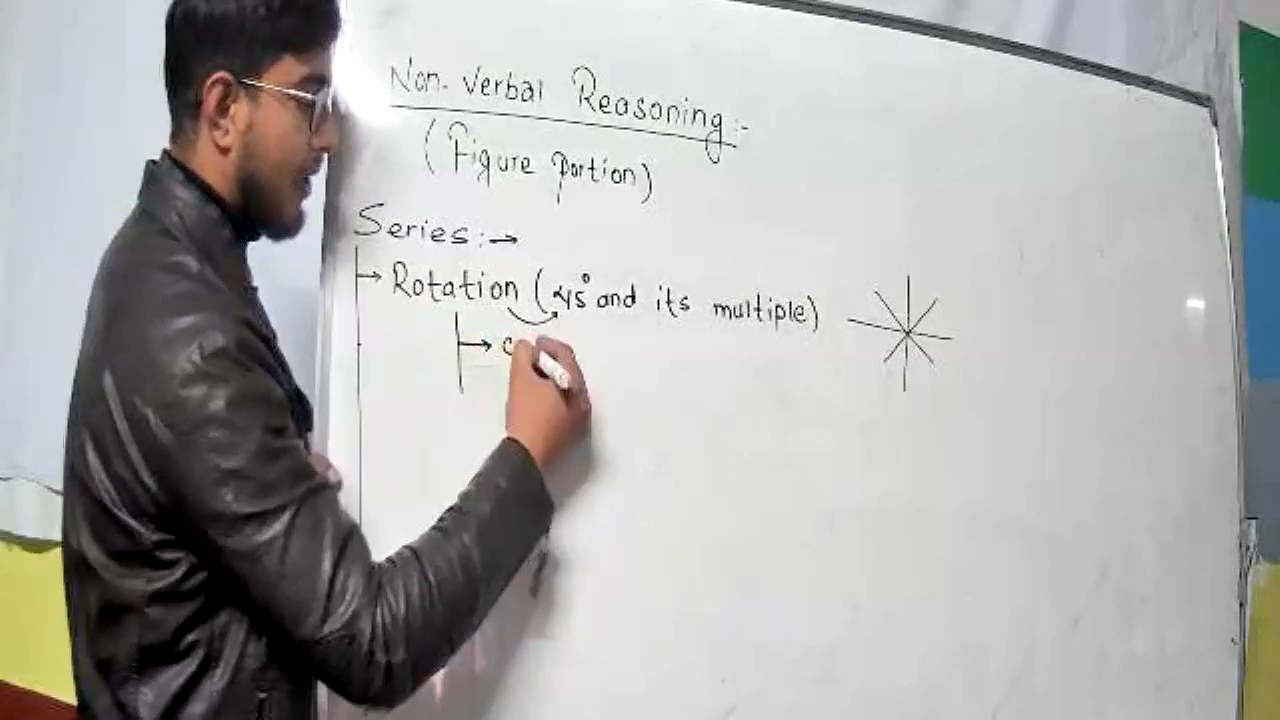 Non-Verbal Reasoning:-
(Figure portion)
Series:→
→ Rotation (45° and its multiple)
→ c